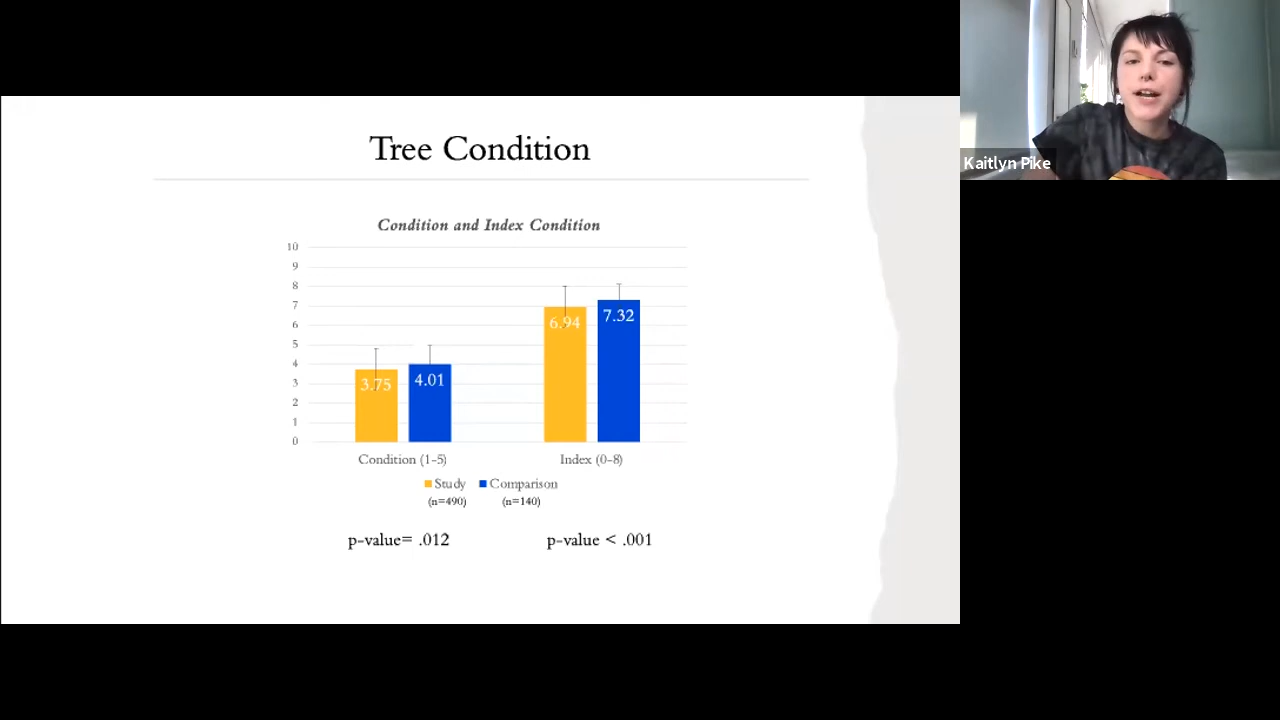 Kaitlyn Pike
Tree Condition
Condition and Index Condition
10
9
8
7
6
5
4
3
2
1
0
3.75
4.01
6.94
7.32
Condition (1-5)
Index (0-8)
Study
Comparison
(n=490)
(n=140)
p-value= .012
p-value < .001